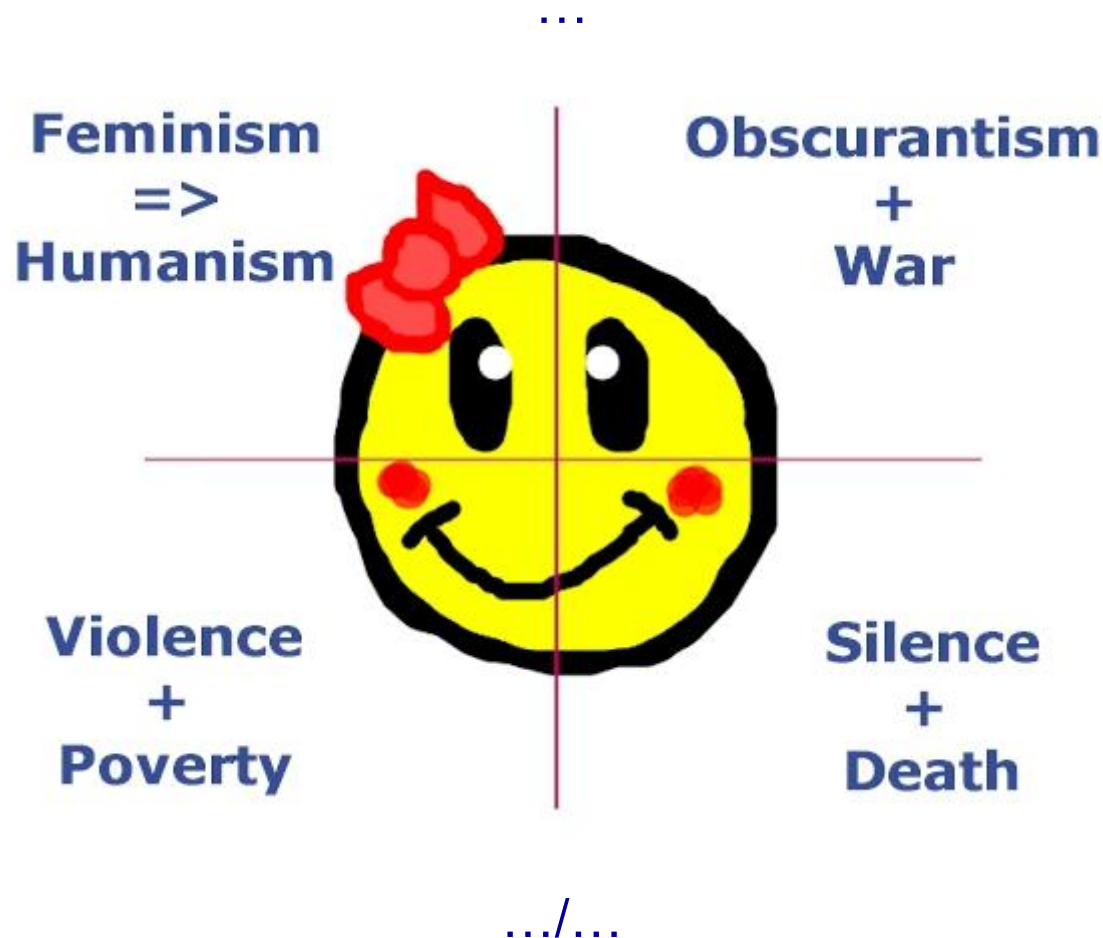 ...
Feminism
=>
Humanism
Obscurantism
+
War
Violence
+
Poverty
Silence
+
Death
.../...